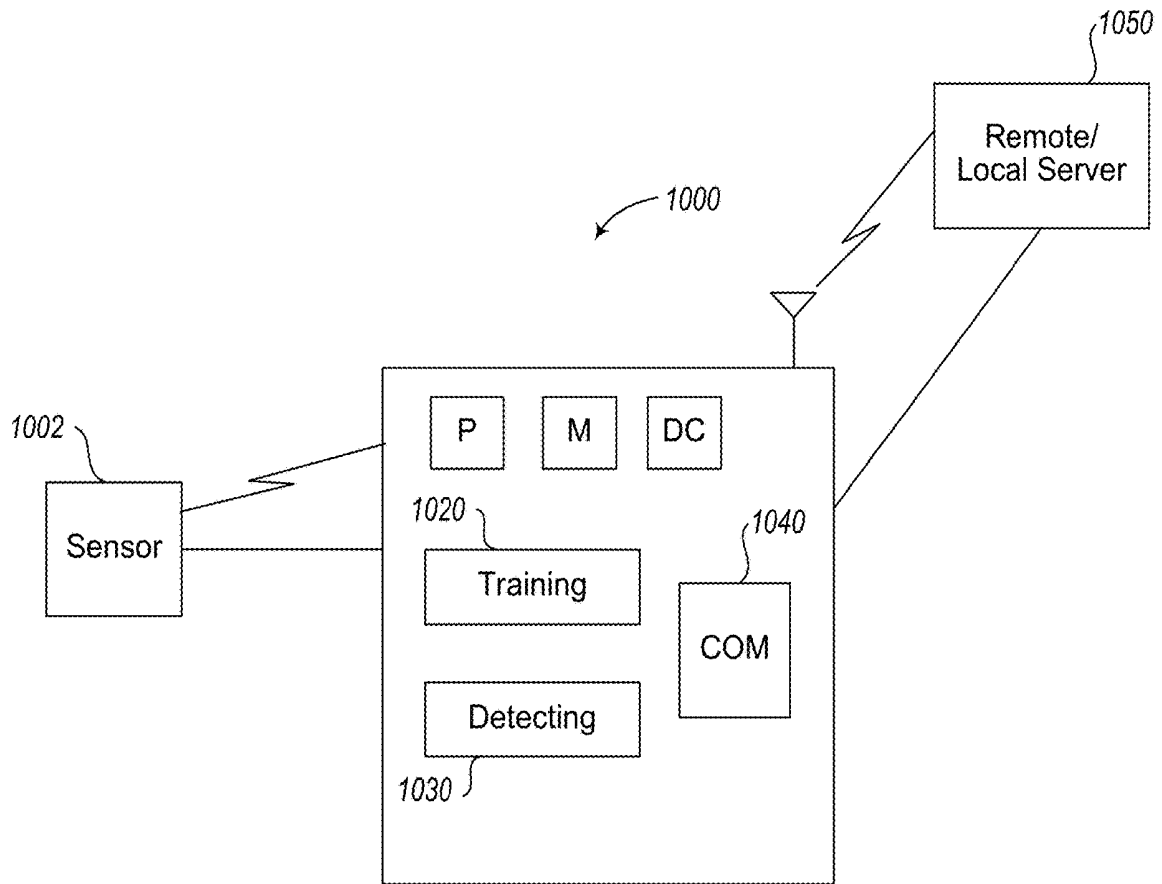 1050
Remote/
Local Server
1000
P
M
DC
1002
Sensor
1020
Training
1040
COM
Detecting
1030